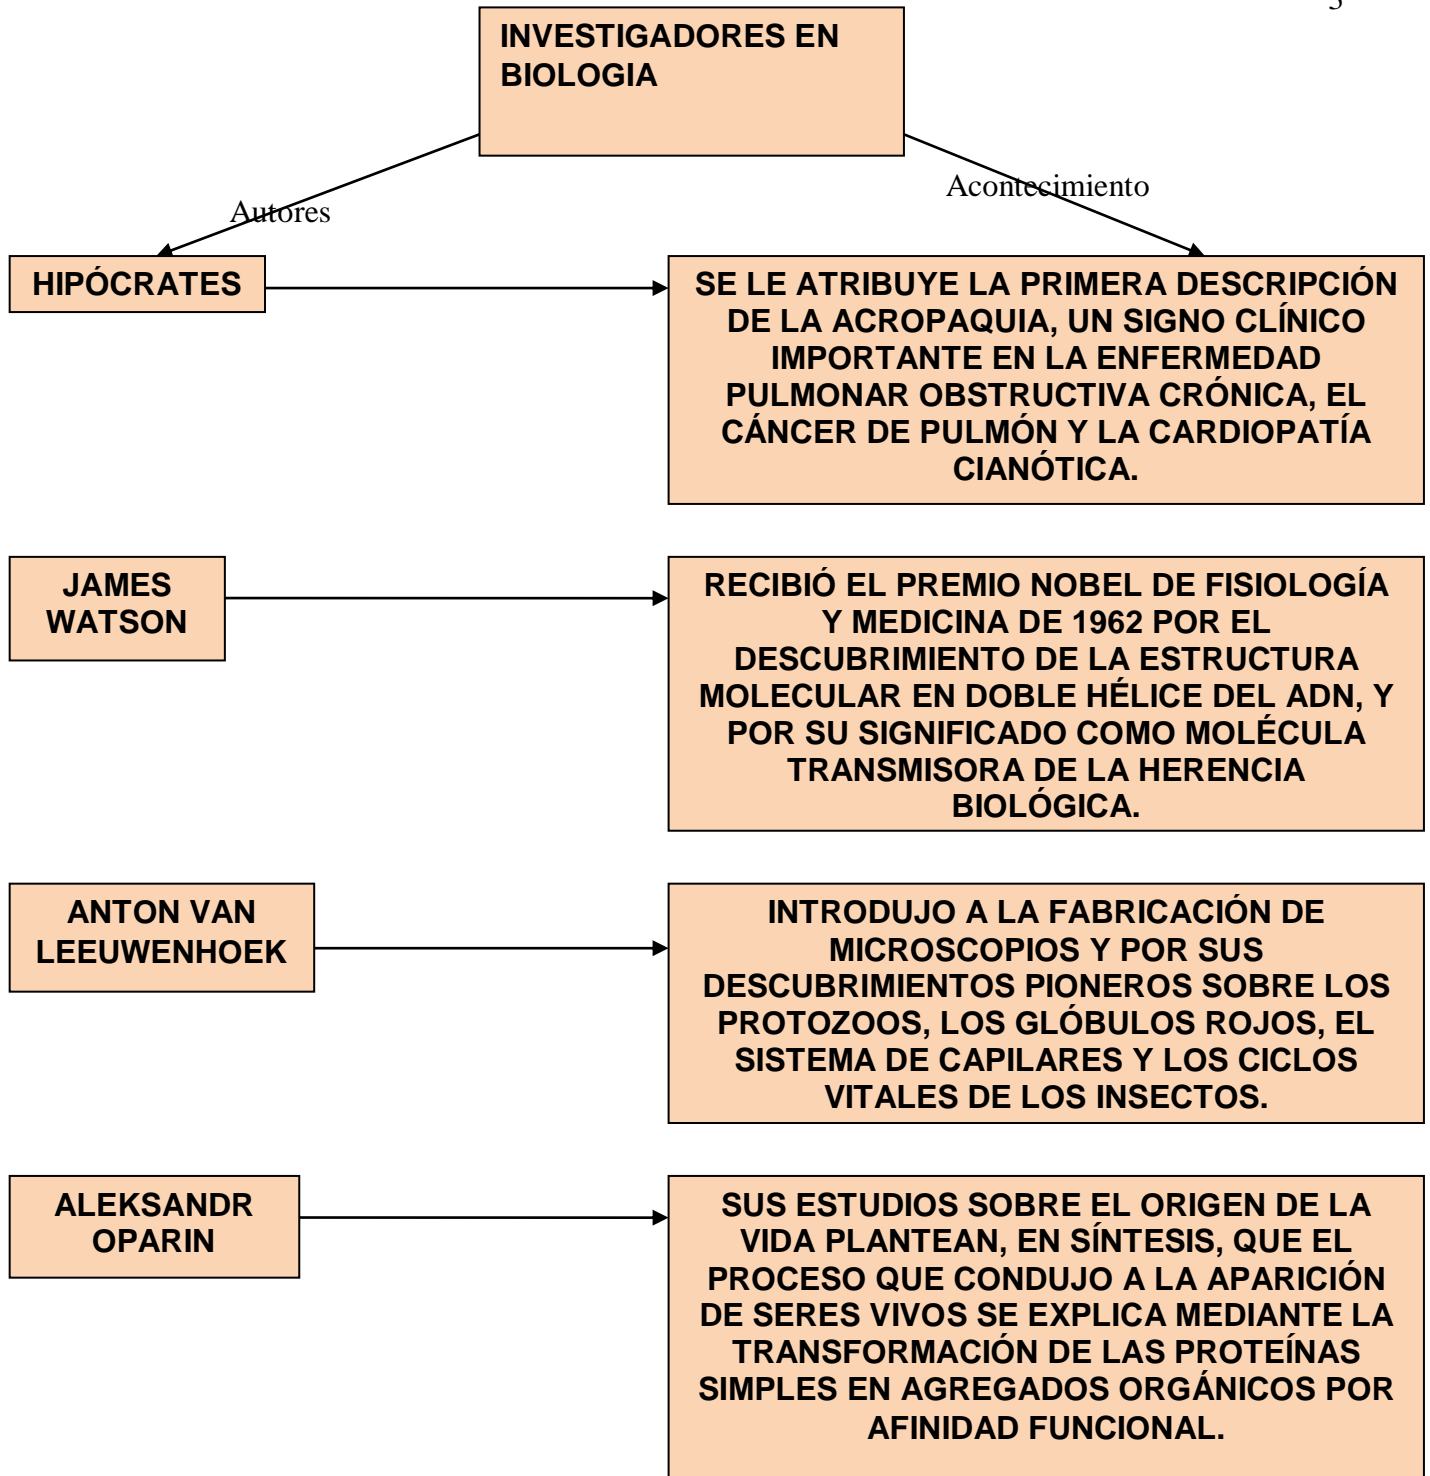 INVESTIGADORES EN
BIOLOGIA
Autores
Acontecimiento
HIPÓCRATES
SE LE ATRIBUYE LA PRIMERA DESCRIPCIÓN
DE LA ACROPAQUIA, UN SIGNO CLÍNICO
IMPORTANTE EN LA ENFERMEDAD
PULMONAR OBSTRUCTIVA CRÓNICA, EL
CÁNCER DE PULMÓN Y LA CARDIOPATÍA
CIANÓTICA.
JAMES
WATSON
RECIBIÓ EL PREMIO NOBEL DE FISIOLOGÍA
Y MEDICINA DE 1962 POR EL
DESCUBRIMIENTO DE LA ESTRUCTURA
MOLECULAR EN DOBLE HÉLICE DEL ADN, Y
POR SU SIGNIFICADO COMO MOLÉCULA
TRANSMISORA DE LA HERENCIA
BIOLÓGICA.
ANTON VAN
LEEUWENHOEK
INTRODUJO A LA FABRICACIÓN DE
MICROSCOPIOS Y POR SUS
DESCUBRIMIENTOS PIONEROS SOBRE LOS
PROTOZOOS, LOS GLÓBULOS ROJOS, EL
SISTEMA DE CAPILARES Y LOS CICLOS
VITALES DE LOS INSECTOS.
ALEKSANDR
OPARIN
SUS ESTUDIOS SOBRE EL ORIGEN DE LA
VIDA PLANTEAN, EN SÍNTESIS, QUE EL
PROCESO QUE CONDUJO A LA APARICIÓN
DE SERES VIVOS SE EXPLICA MEDIANTE LA
TRANSFORMACIÓN DE LAS PROTEÍNAS
SIMPLES EN AGREGADOS ORGÁNICOS POR
AFINIDAD FUNCIONAL.